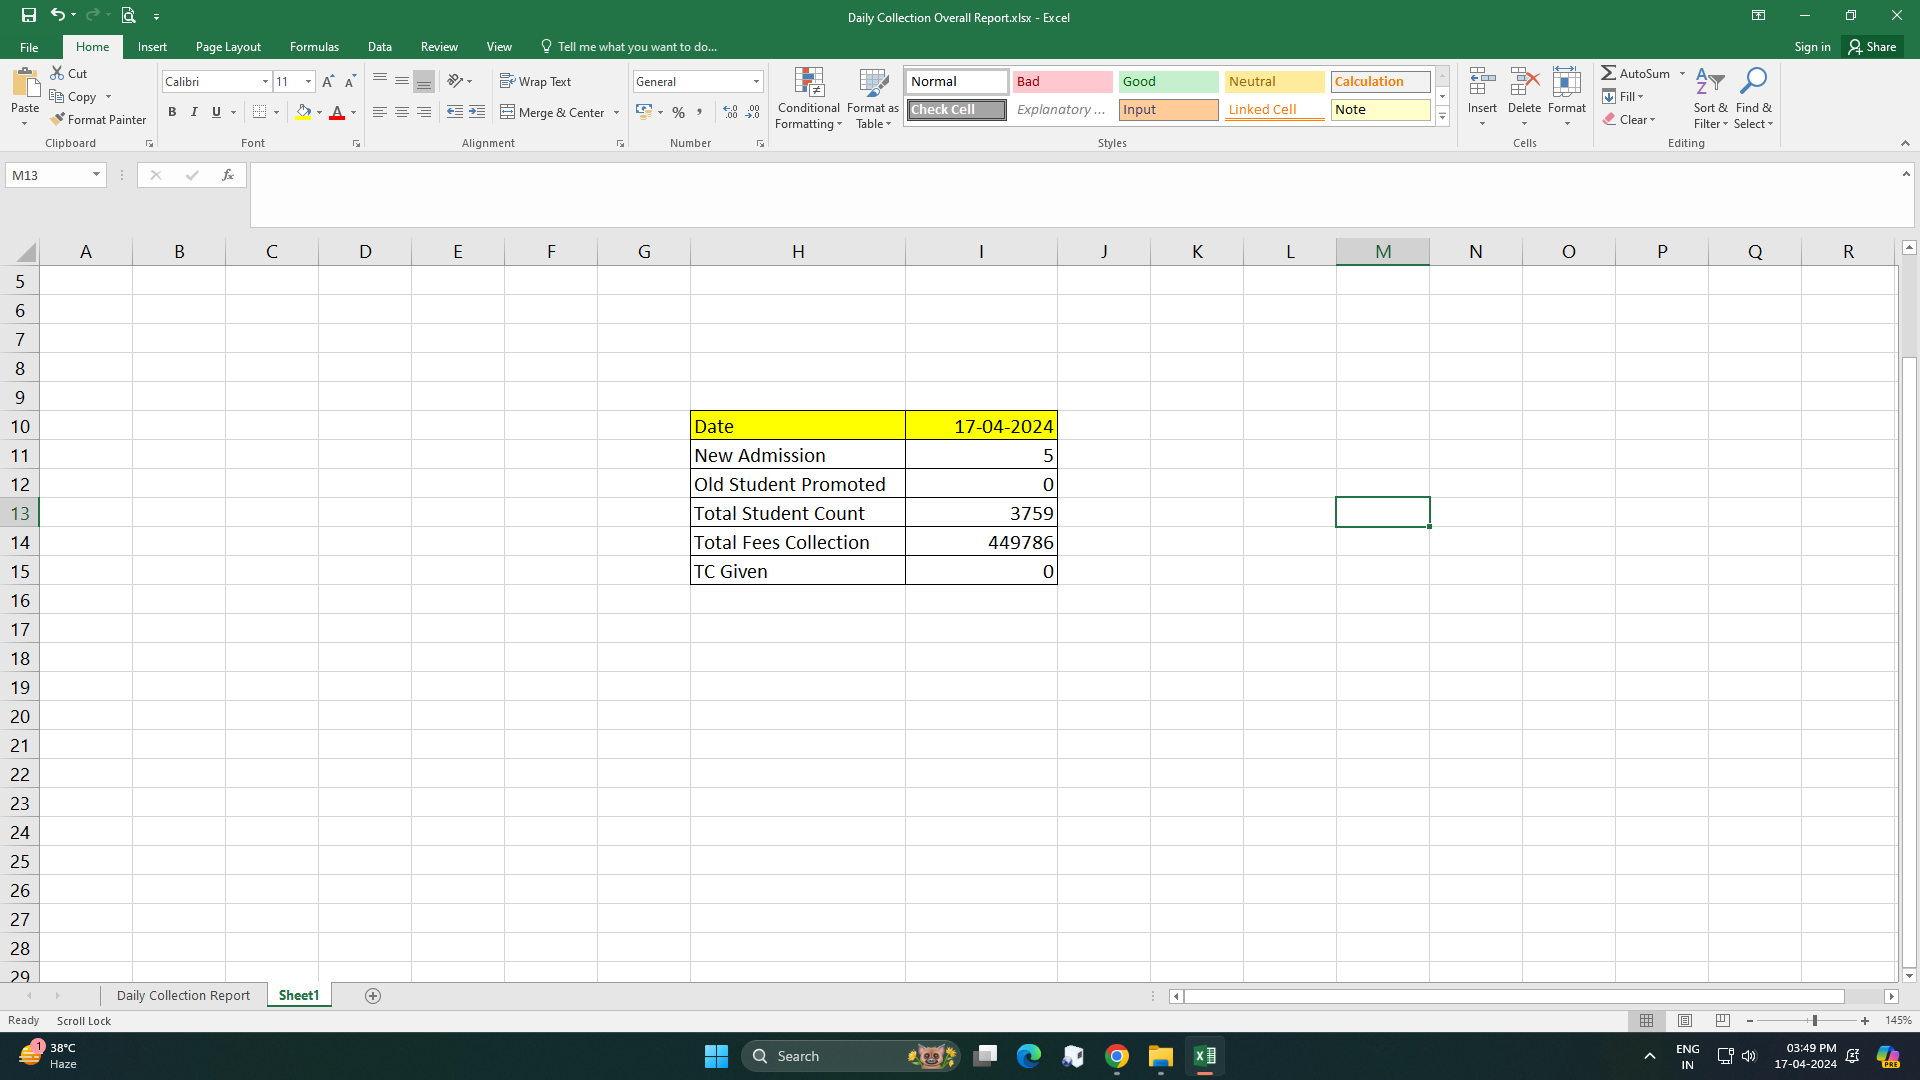 Daily Collection Overall Report.xlsx - Excel
File Home Insert Page Layout Formulas Data Review View Tell me what you want to do... Sign in Share
Paste
Cut
Copy
Format Painter
Clipboard
Calibri 11
B I U
Font
Wrap Text
Merge & Center
Alignment
General
%
Number
Conditional Formatting
Format as Table
Normal Bad Good Neutral Calculation
Check Cell Explanatory ... Input Linked Cell Note
Styles
Insert Delete Format
Cells
AutoSum
Fill
Clear
Sort & Filter
Find & Select
Editing
M13
fx
A B C D E F G H I J K L M N O P Q R
5
6
7
8
9
10 Date 17-04-2024
11 New Admission 5
12 Old Student Promoted 0
13 Total Student Count 3759
14 Total Fees Collection 449786
15 TC Given 0
16
17
18
19
20
21
22
23
24
25
26
27
28
29
Daily Collection Report Sheet1
Ready Scroll Lock 145%
1 38°C
Haze
Search
ENG
IN
03:49 PM
17-04-2024
PRE